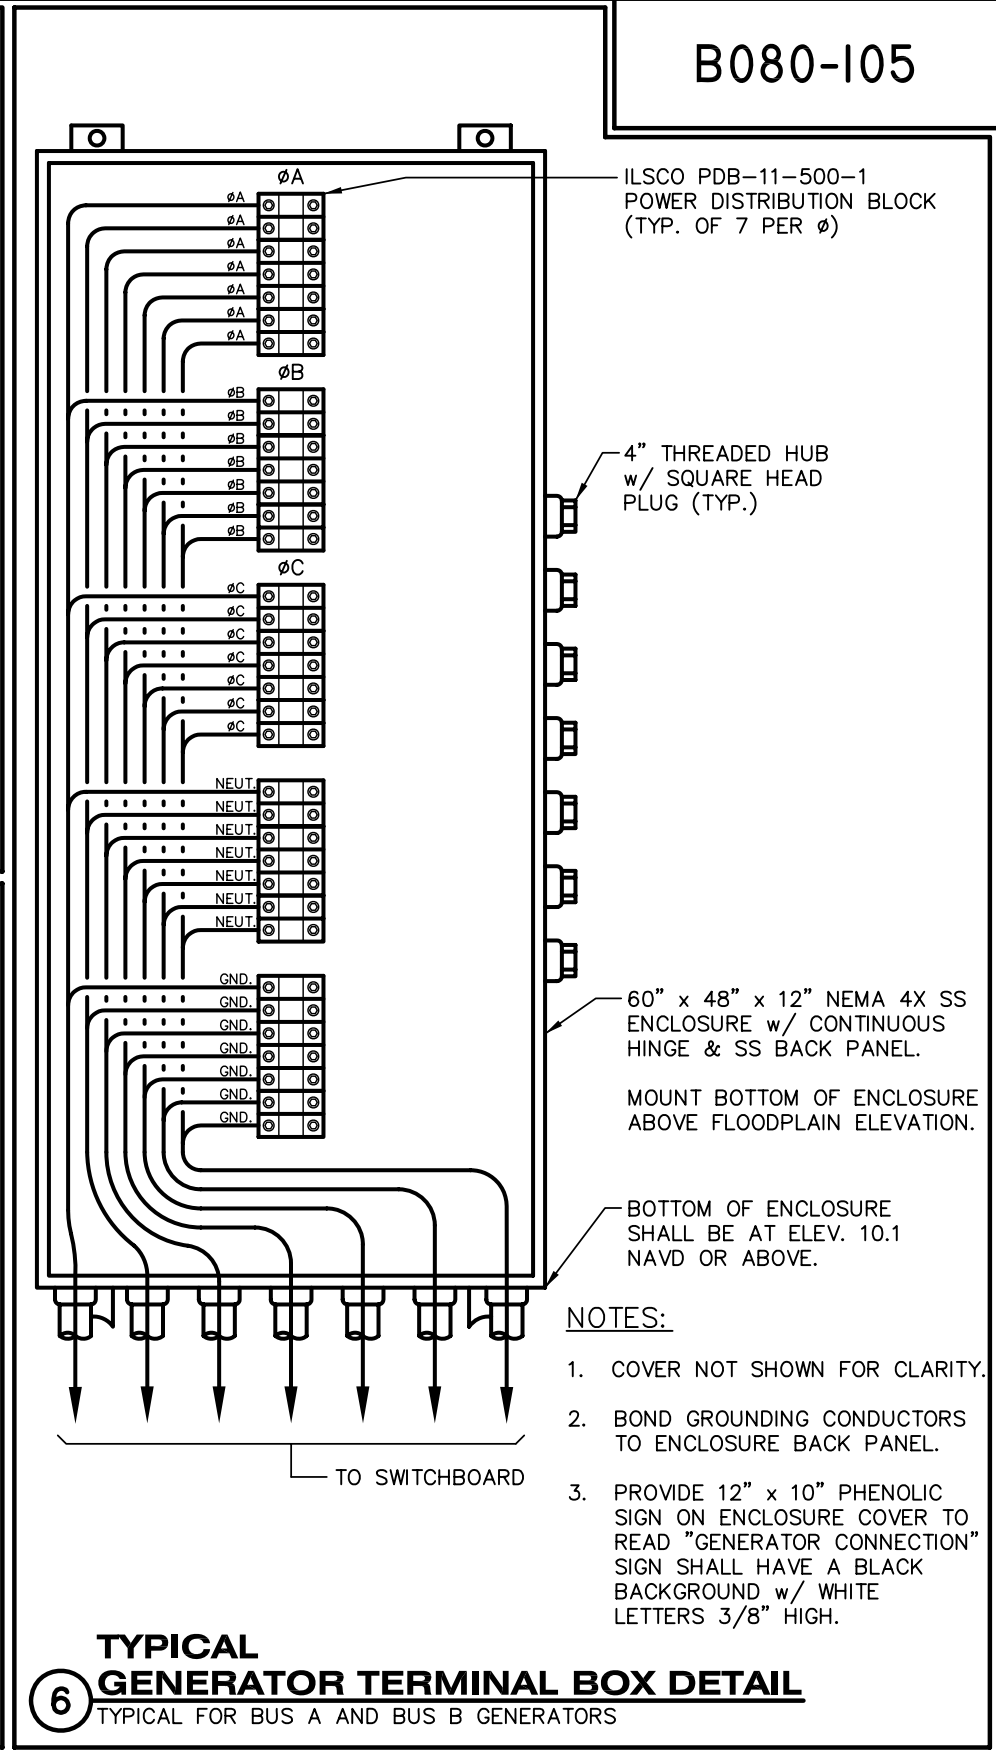 B080-105
ØA
ILSCO PDB-11-500-1
POWER DISTRIBUTION BLOCK
(TYP. OF 7 PER Ø)
ØA
ØA
ØA
ØA
ØA
ØA
ØA
ØB
ØB
ØB
ØB
ØB
ØB
ØB
ØB
4" THREADED HUB
w/ SQUARE HEAD
PLUG (TYP.)
ØC
ØC
ØC
ØC
ØC
ØC
ØC
ØC
NEUT.
NEUT.
NEUT.
NEUT.
NEUT.
NEUT.
NEUT.
GND.
GND.
GND.
GND.
GND.
GND.
GND.
60" x 48" x 12" NEMA 4X SS
ENCLOSURE w/ CONTINUOUS
HINGE & SS BACK PANEL.
MOUNT BOTTOM OF ENCLOSURE
ABOVE FLOODPLAIN ELEVATION.
BOTTOM OF ENCLOSURE
SHALL BE AT ELEV. 10.1
NAVD OR ABOVE.
TO SWITCHBOARD
NOTES:
1. COVER NOT SHOWN FOR CLARITY.
2. BOND GROUNDING CONDUCTORS
TO ENCLOSURE BACK PANEL.
3. PROVIDE 12" x 10" PHENOLIC
SIGN ON ENCLOSURE COVER TO
READ "GENERATOR CONNECTION"
SIGN SHALL HAVE A BLACK
BACKGROUND w/ WHITE
LETTERS 3/8" HIGH.
6
TYPICAL
GENERATOR TERMINAL BOX DETAIL
TYPICAL FOR BUS A AND BUS B GENERATORS